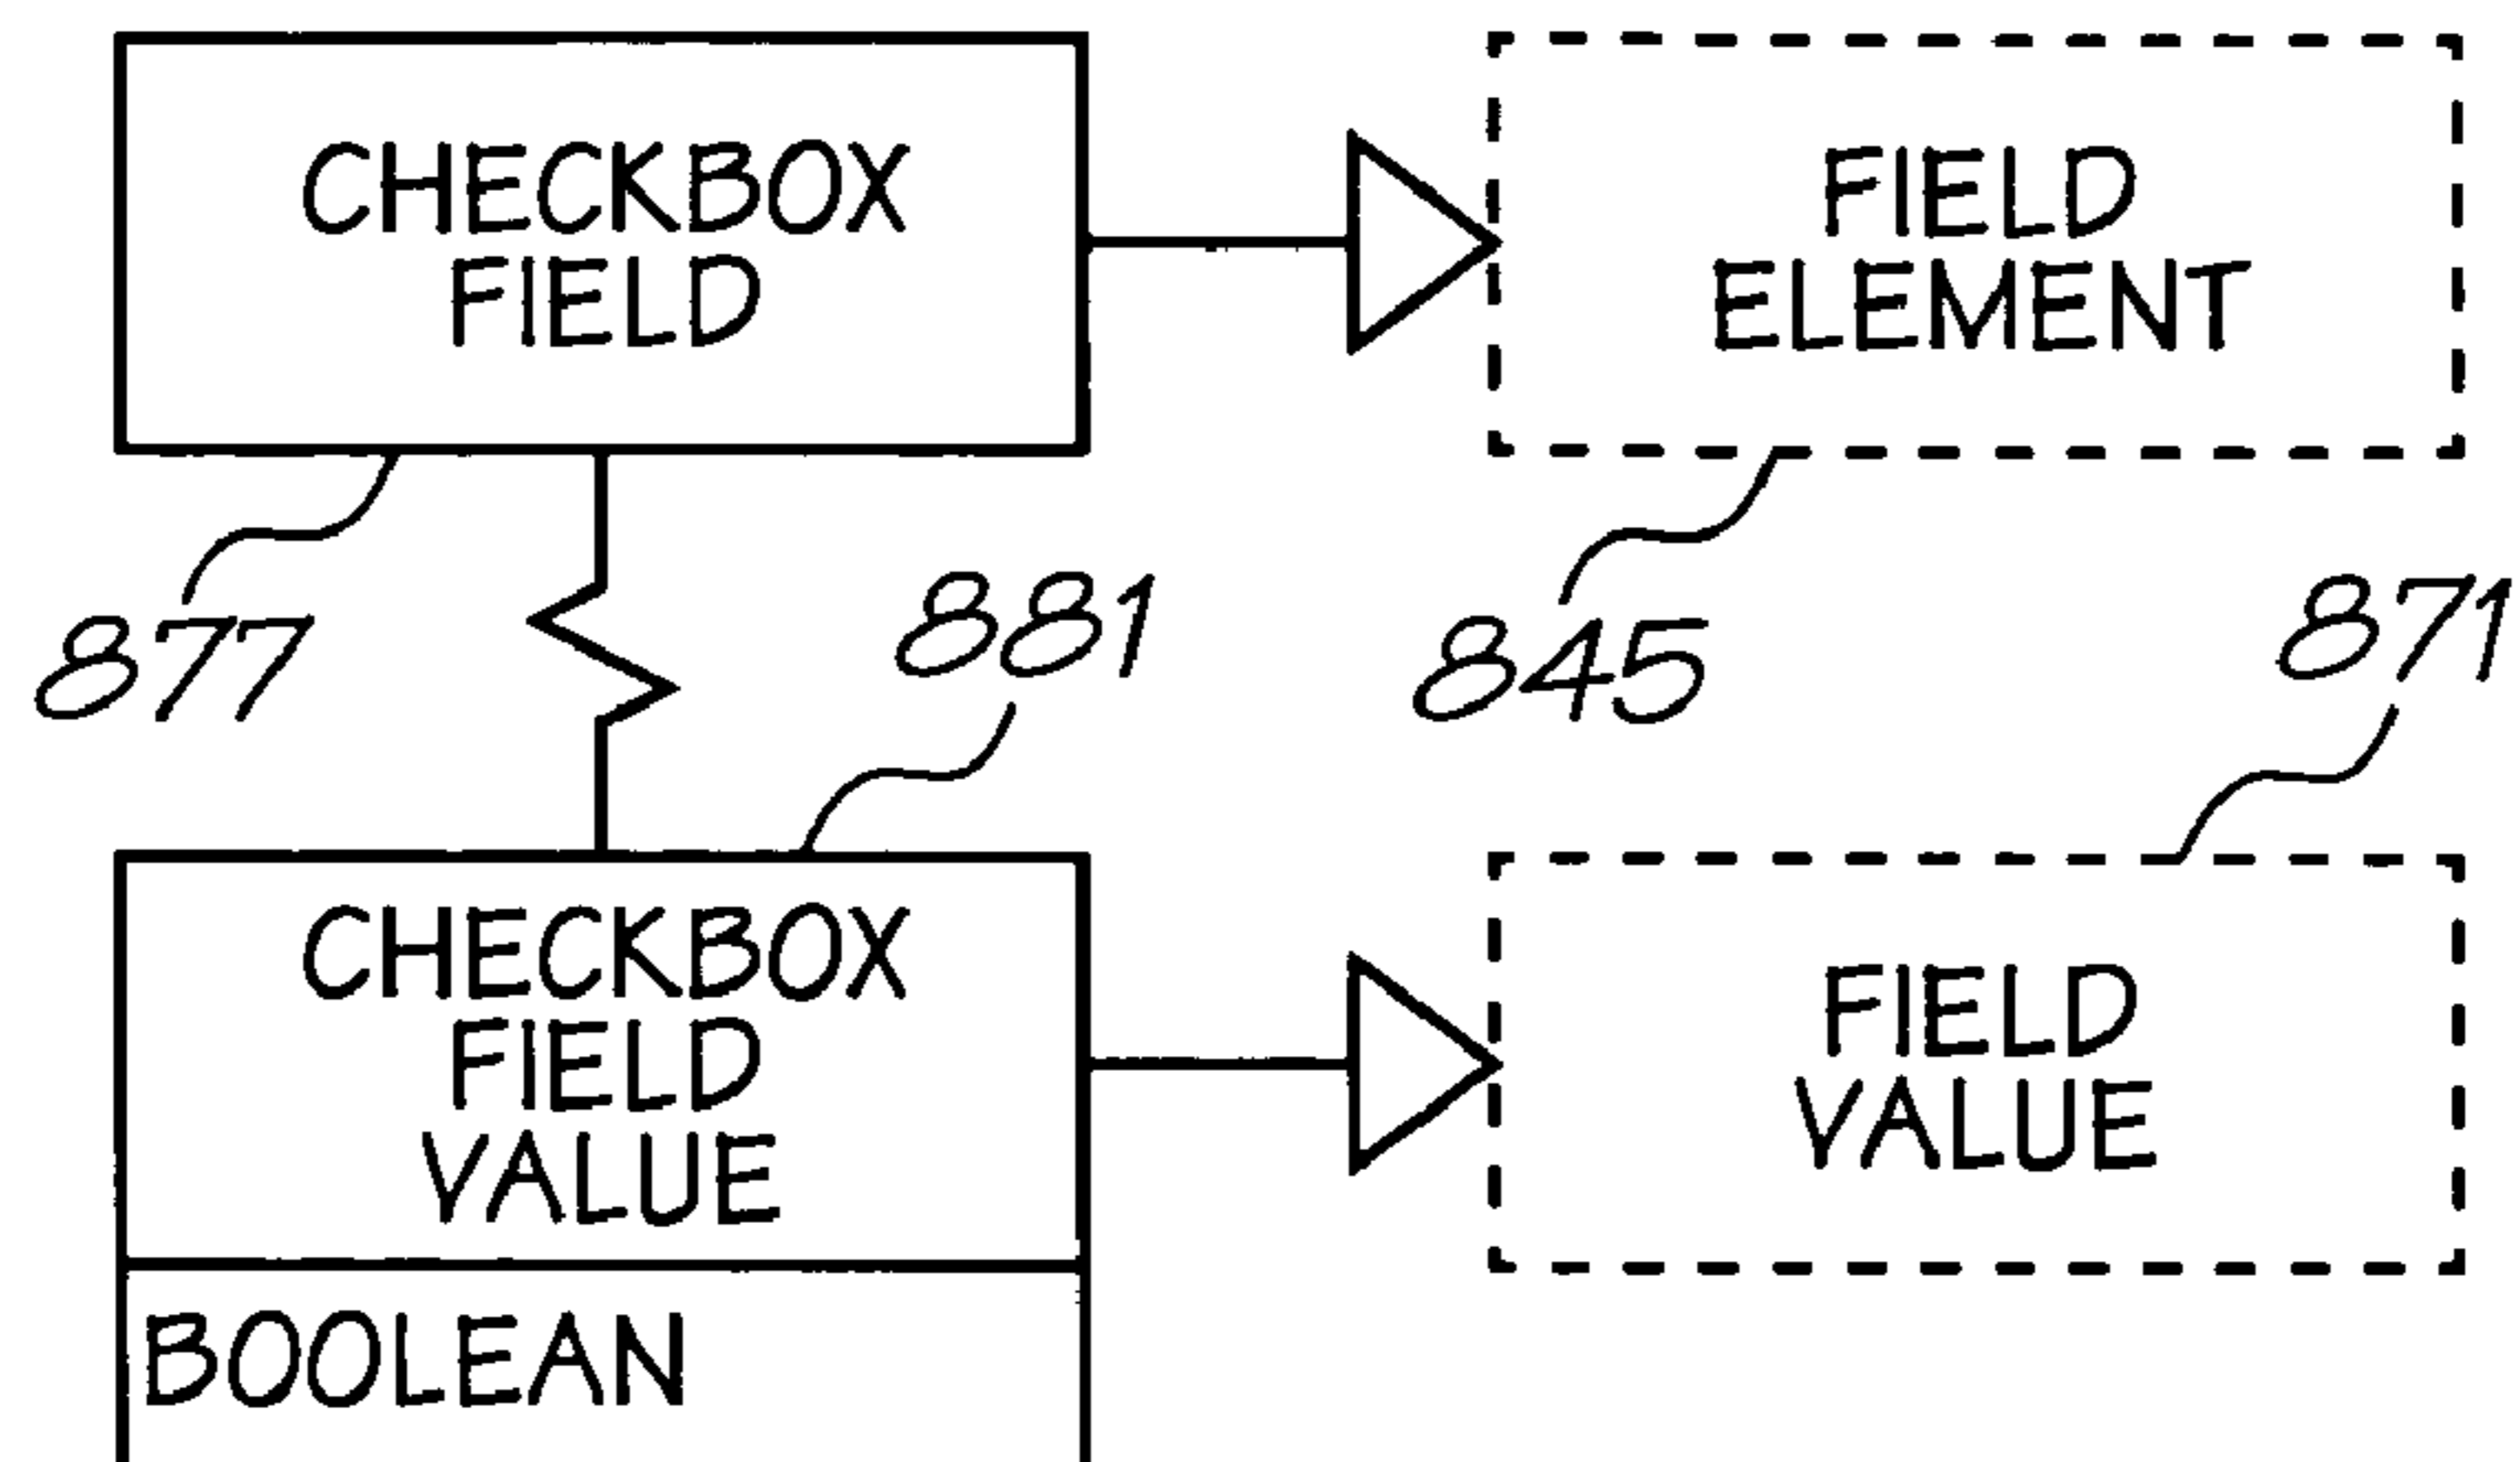 CHECKBOX
FIELD
FIELD
ELEMENT
877
881
845
871
CHECKBOX
FIELD
VALUE
FIELD
VALUE
BOOLEAN